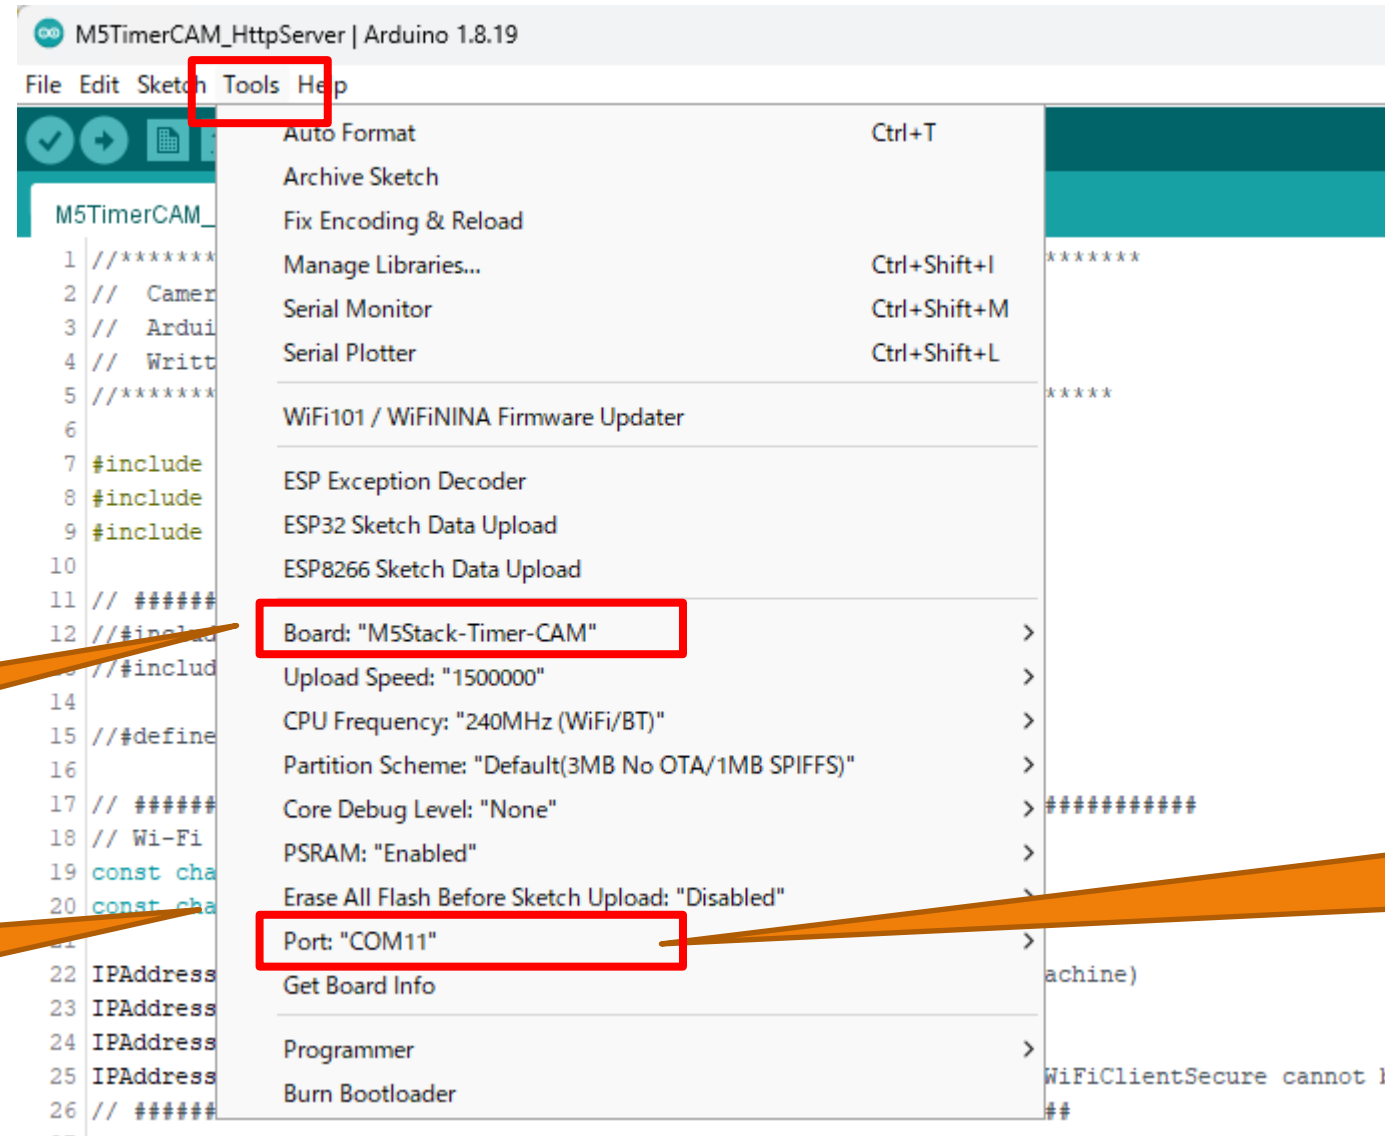 M5TimerCAM_HttpServer | Arduino 1.8.19
File Edit Sketch Tools Help
Auto Format Ctrl+T
Archive Sketch
M5TimerCAM_
Fix Encoding & Reload
1 //******* *******
Manage Libraries... Ctrl+Shift+I
2 // Camer
Serial Monitor Ctrl+Shift+M
3 // Ardui
Serial Plotter Ctrl+Shift+L
4 // Writt
5 //******* *****
WiFi101 / WiFiNINA Firmware Updater
6
7 #include
ESP Exception Decoder
8 #include
ESP32 Sketch Data Upload
9 #include
10
ESP8266 Sketch Data Upload
11 // ######
12 //#includ
Board: "M5Stack-Timer-CAM" >
//#includ
Upload Speed: "1500000" >
14
CPU Frequency: "240MHz (WiFi/BT)" >
15 //#define
Partition Scheme: "Default(3MB No OTA/1MB SPIFFS)" >
16
17 // ###### ###########
Core Debug Level: "None" >
18 // Wi-Fi
PSRAM: "Enabled" >
19 const cha
Erase All Flash Before Sketch Upload: "Disabled"
20 const cha
21
Port: "COM11" >
22 IPAddress achine)
Get Board Info
23 IPAddress
24 IPAddress
Programmer >
25 IPAddress WiFiClientSecure cannot
Burn Bootloader
26 // ###### ##